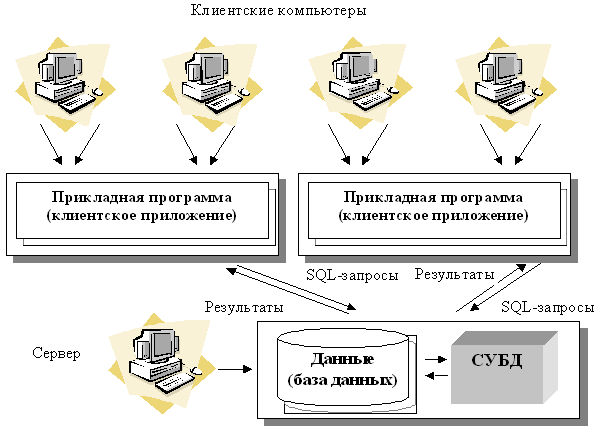 Клиентские компьютеры
Прикладная программа
(клиентское приложение)
Прикладная программа
(клиентское приложение)
SQL-запросы
Результаты
Результаты
SQL-запросы
Сервер
Данные
(база данных)
СУБД